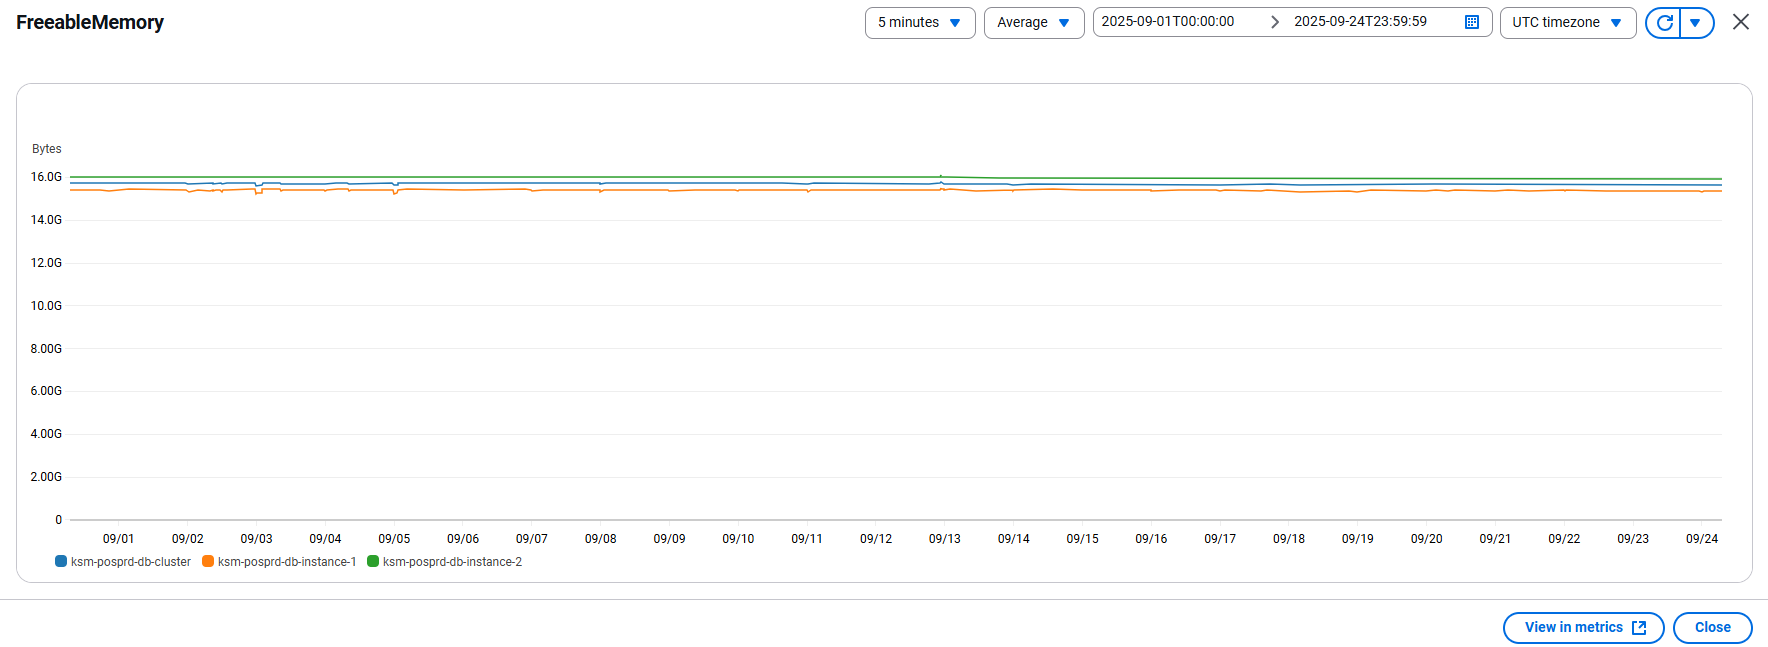 FreeableMemory
5 minutes
Average
2025-09-01T00:00:00
2025-09-24T23:59:59
UTC timezone
Bytes
16.0G
14.0G
12.0G
10.0G
8.00G
6.00G
4.00G
2.00G
0
09/01 09/02 09/03 09/04 09/05 09/06 09/07 09/08 09/09 09/10 09/11 09/12 09/13 09/14 09/15 09/16 09/17 09/18 09/19 09/20 09/21 09/22 09/23 09/24
ksm-posprd-db-cluster ksm-posprd-db-instance-1 ksm-posprd-db-instance-2
View in metrics
Close